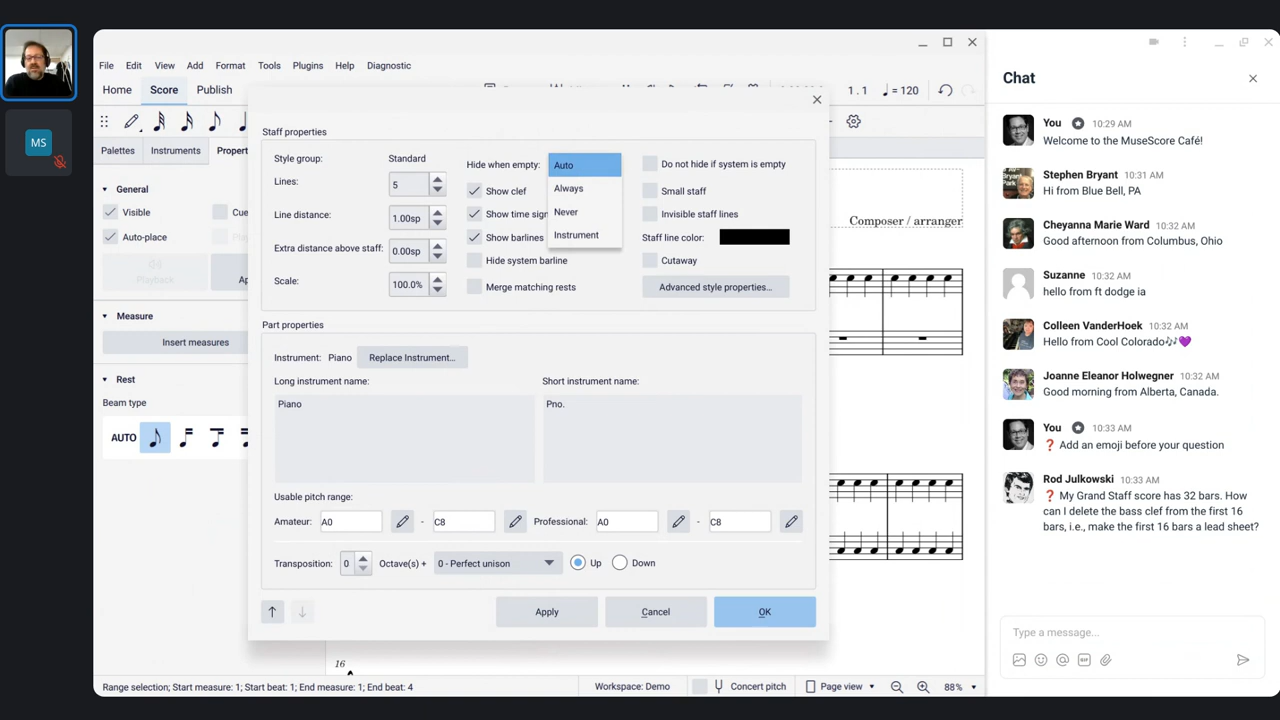 MS
File Edit View Add Format Tools Plugins Help Diagnostic
Home Score Publish
1 . 1 = 120
Palettes Instruments Propert
General
Visible Cue
Auto-place
Playback
Measure
Insert measures
Rest
Beam type
AUTO
Staff properties
Style group: Standard
Lines: 5
Line distance: 1.00sp
Extra distance above staff: 0.00sp
Scale: 100.0%
Hide when empty: Auto
Always
Never
Instrument
Show clef
Show time sign
Show barlines
Hide system barline
Merge matching rests
Do not hide if system is empty
Small staff
Invisible staff lines
Staff line color:
Cutaway
Advanced style properties...
Part properties
Instrument: Piano Replace Instrument...
Long instrument name: Short instrument name:
Piano Pno.
Usable pitch range:
Amateur: A0 - C8 Professional: A0 - C8
Transposition: 0 Octave(s) + 0 - Perfect unison Up Down
Apply Cancel OK
Composer / arranger
16
Range selection; Start measure: 1; Start beat: 1; End measure: 1; End beat: 4
Workspace: Demo Concert pitch Page view 88%
Chat
You 10:29 AM
Welcome to the MuseScore Café!
Stephen Bryant 10:31 AM
Hi from Blue Bell, PA
Cheyanna Marie Ward 10:32 AM
Good afternoon from Columbus, Ohio
Suzanne 10:32 AM
hello from ft dodge ia
Colleen VanderHoek 10:32 AM
Hello from Cool Colorado🎶💜
Joanne Eleanor Holwegner 10:32 AM
Good morning from Alberta, Canada.
You 10:33 AM
❓ Add an emoji before your question
Rod Julkowski 10:33 AM
❓ My Grand Staff score has 32 bars. How
can I delete the bass clef from the first
16 bars, i.e., make the first 16 bars a lead sheet?
Type a message...
GIF